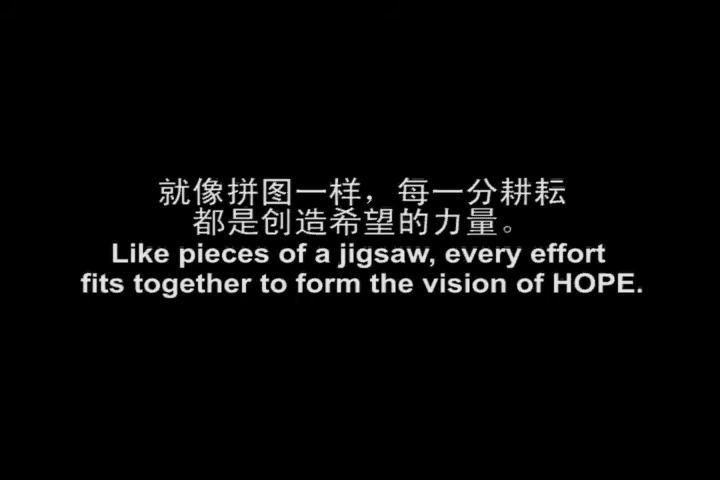 就像拼图一样，每一分耕耘
都是创造希望的力量。
Like pieces of a jigsaw, every effort
fits together to form the vision of HOPE.